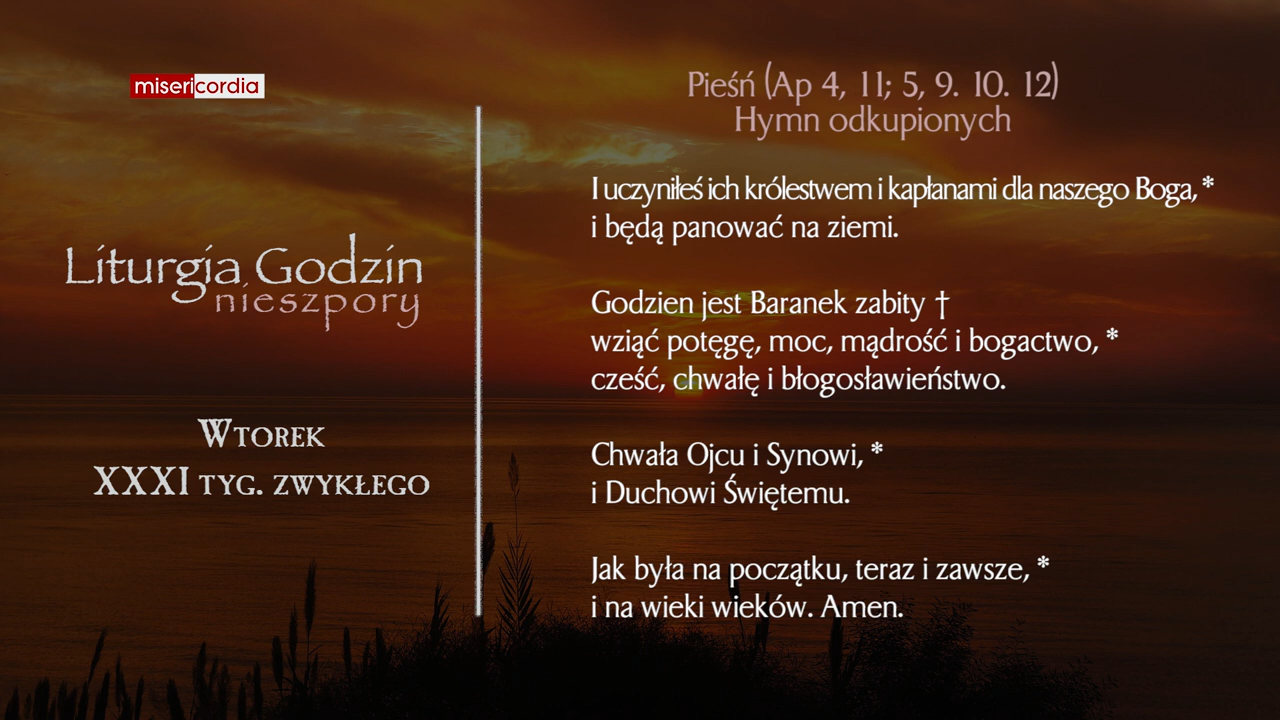 misericordia
Liturgia Godzin
nieszpory
Wtorek
XXXI tyg. zwykłego
Pieśń (Ap 4, 11; 5, 9. 10. 12)
Hymn odkupionych
I uczyniłeś ich królestwem i kapłanami dla naszego Boga, *
i będą panować na ziemi.
Godzien jest Baranek zabity †
wziąć potęgę, moc, mądrość i bogactwo, *
cześć, chwałę i błogosławieństwo.
Chwała Ojcu i Synowi, *
i Duchowi Świętemu.
Jak była na początku, teraz i zawsze, *
i na wieki wieków. Amen.